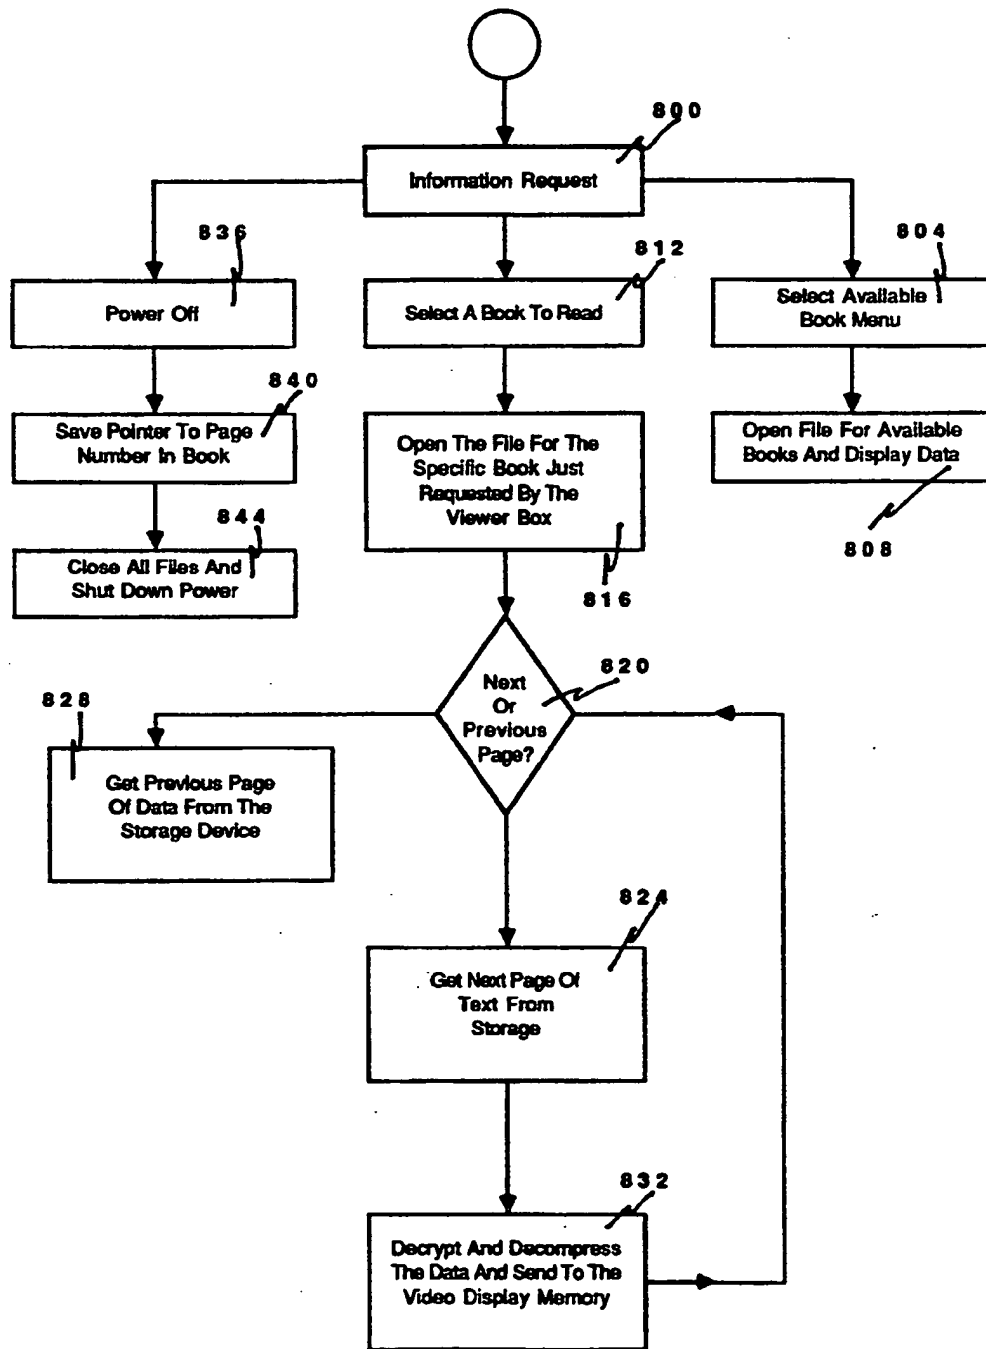 800
Information Request
836
Power Off
812
Select A Book To Read
804
Select Available
Book Menu
840
Save Pointer To Page
Number In Book
Open The File For The
Specific Book Just
Requested By The
Viewer Box
816
Open File For Available
Books And Display Data
808
844
Close All Files And
Shut Down Power
820
Next
Or
Previous
Page?
828
Get Previous Page
Of Data From The
Storage Device
824
Get Next Page Of
Text From
Storage
832
Decrypt And Decompress
The Data And Send To The
Video Display Memory